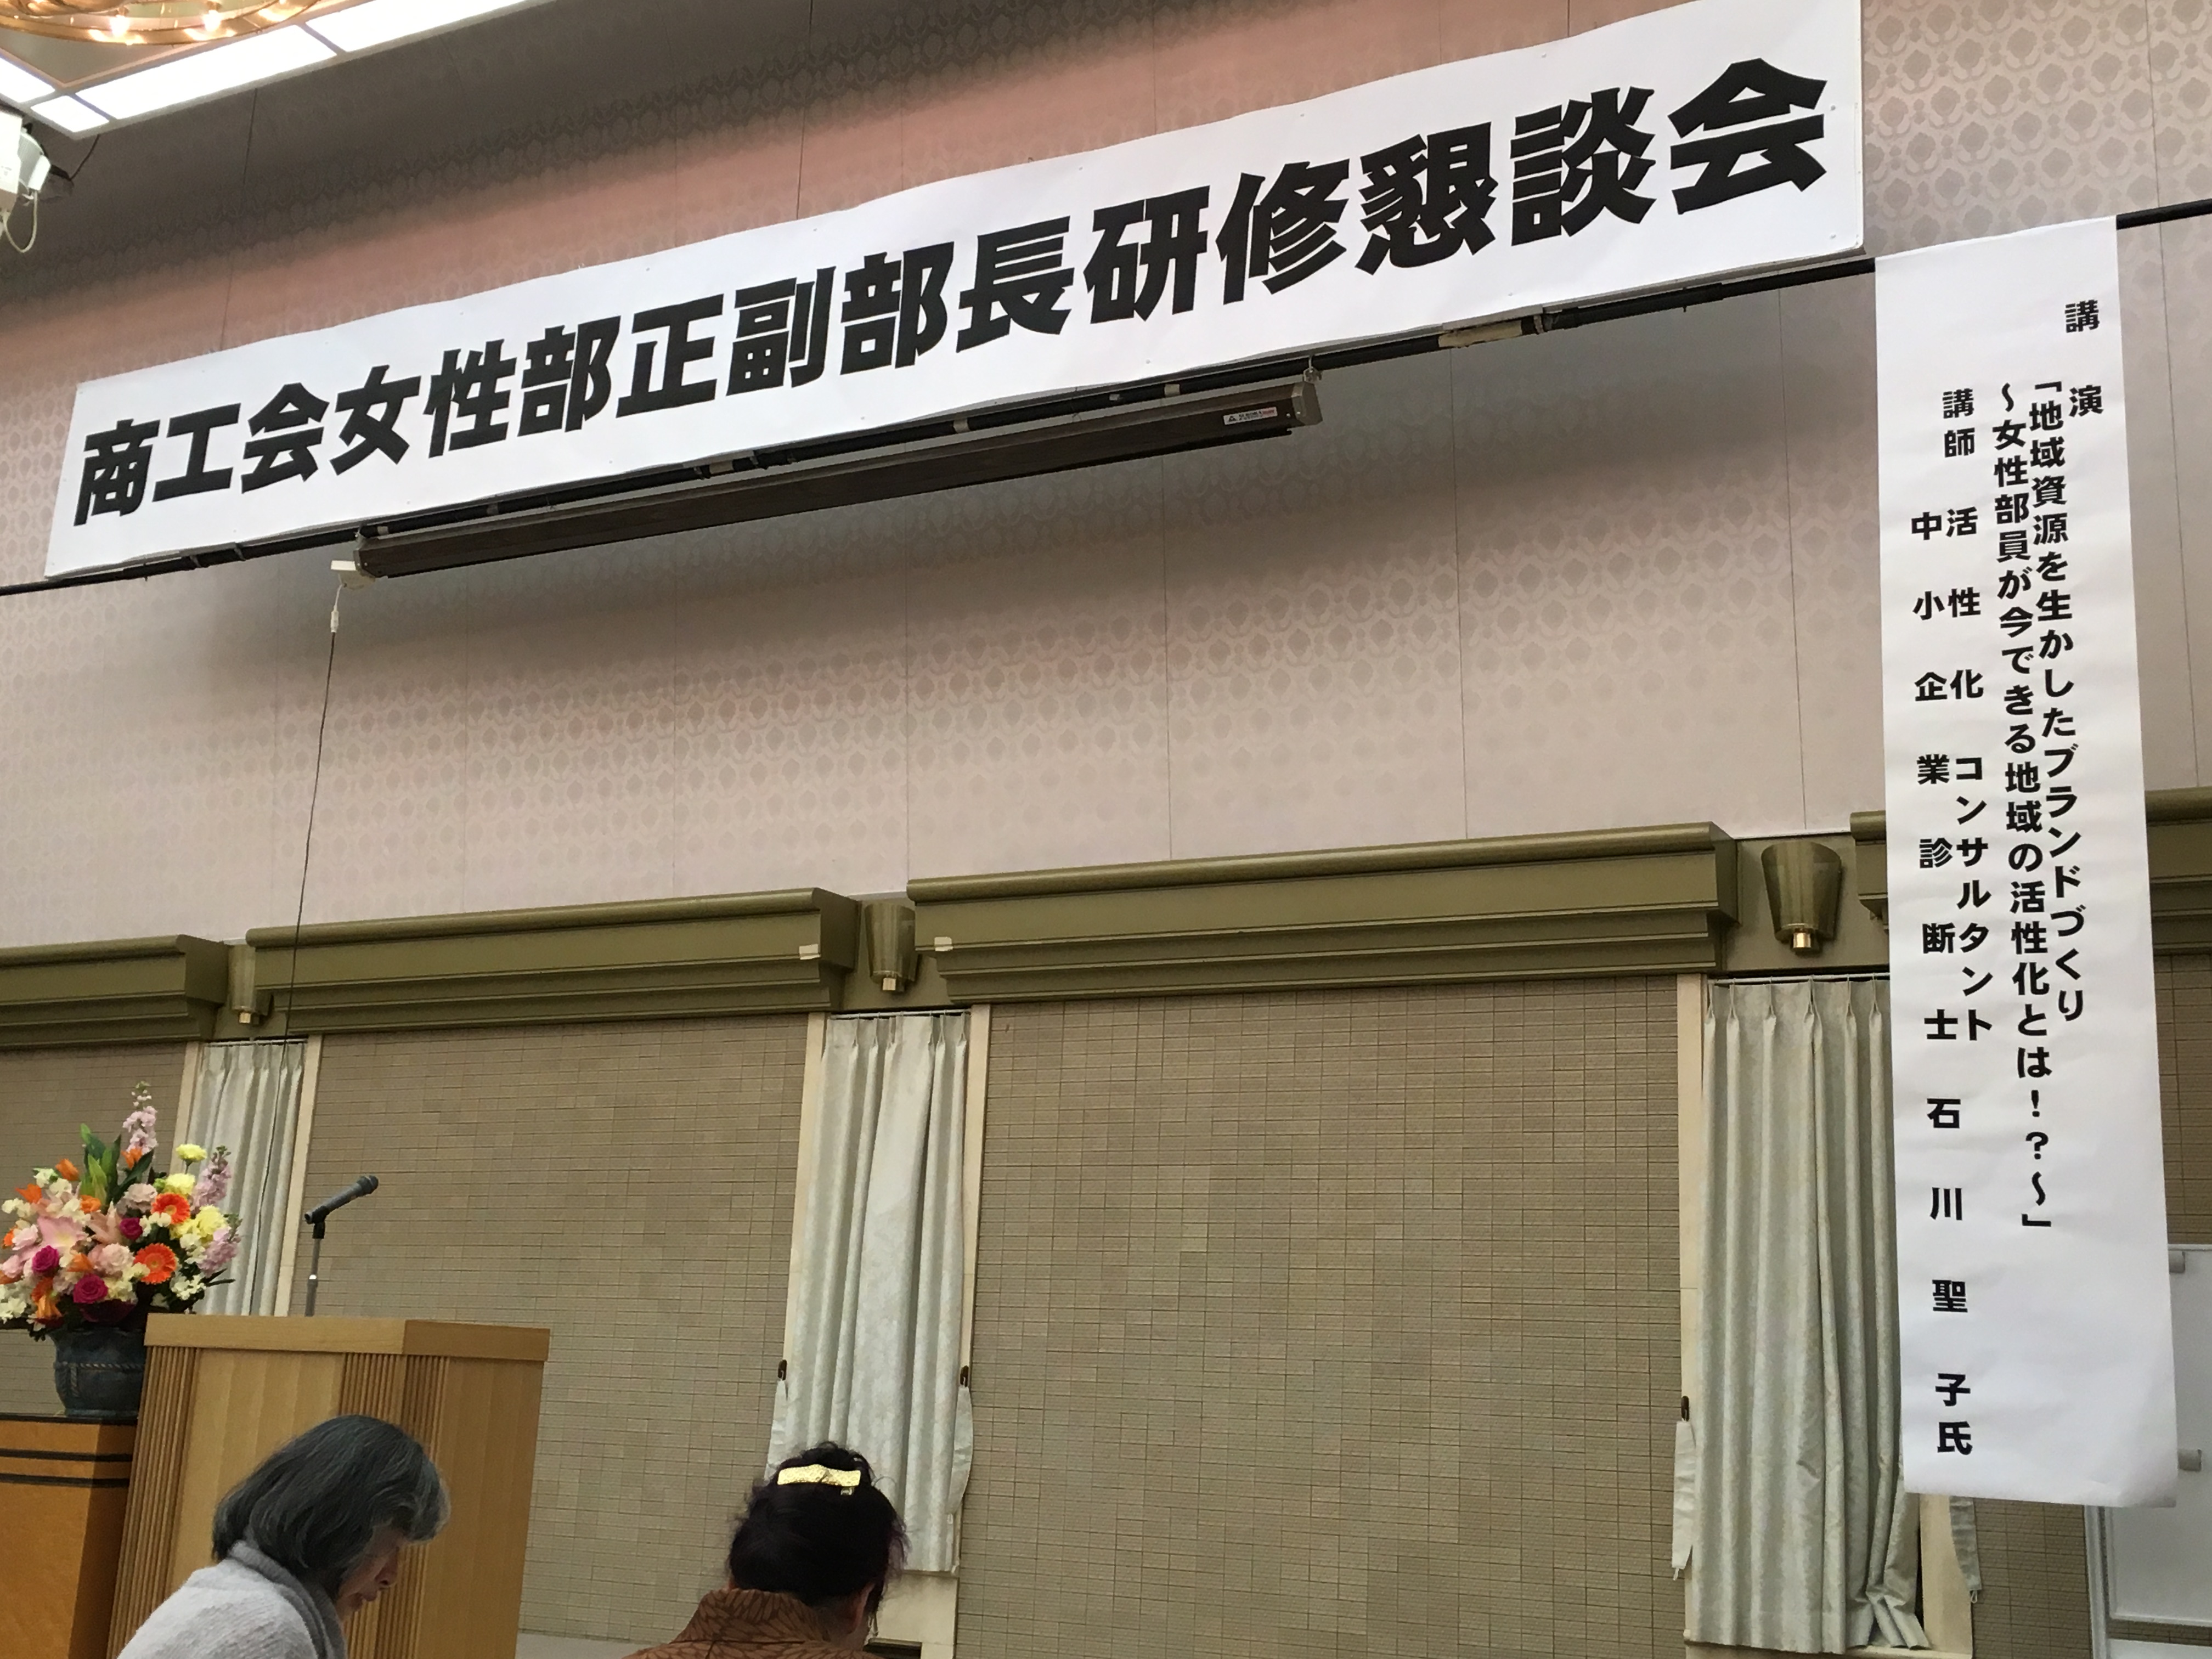 商工会女性部正副部長研修懇談会
講演
「地域資源を生かしたブランドづくり
～女性部員が今できる地域の活性化とは！？～」
講師 活性化コンサルタント
中小企業診断士 石川聖子氏